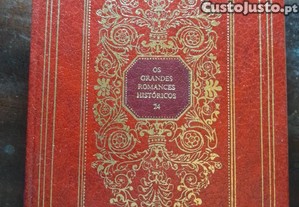 CustoJusto.pt
OS
GRANDES
ROMANCES
HISTÓRICOS
34